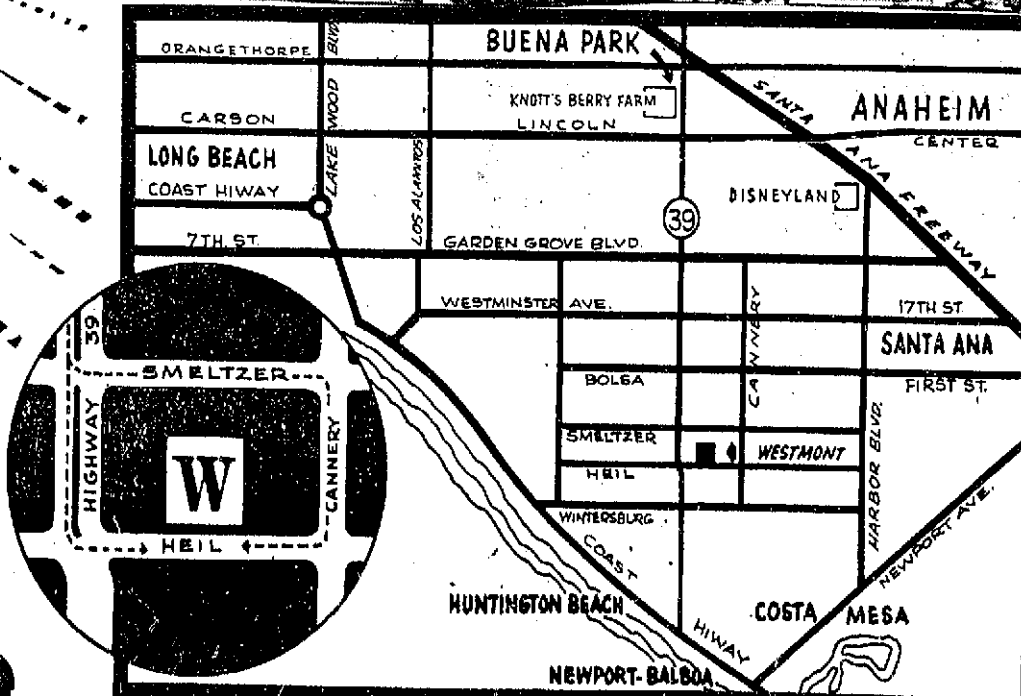 BUENA PARK
ORANGETHORPE
LAKEWOOD BLVD.
KNOTT'S BERRY FARM
SANTA ANA FREEWAY
ANAHEIM
CARSON
LINCOLN
CENTER
LONG BEACH
LOS ALAMITOS
COAST HIWAY
DISNEYLAND
39
7TH ST.
GARDEN GROVE BLVD.
WESTMINSTER AVE.
CANNERY
17TH ST.
SANTA ANA
BOLSA
FIRST ST.
SMELTZER
WESTMONT
HARBOR BLVD.
HEIL
WINTERSBURG
NEWPORT AVE.
COAST HIWAY
HUNTINGTON BEACH
COSTA MESA
NEWPORT-BALBOA
HIGHWAY 39
SMELTZER
W
CANNERY
HEIL